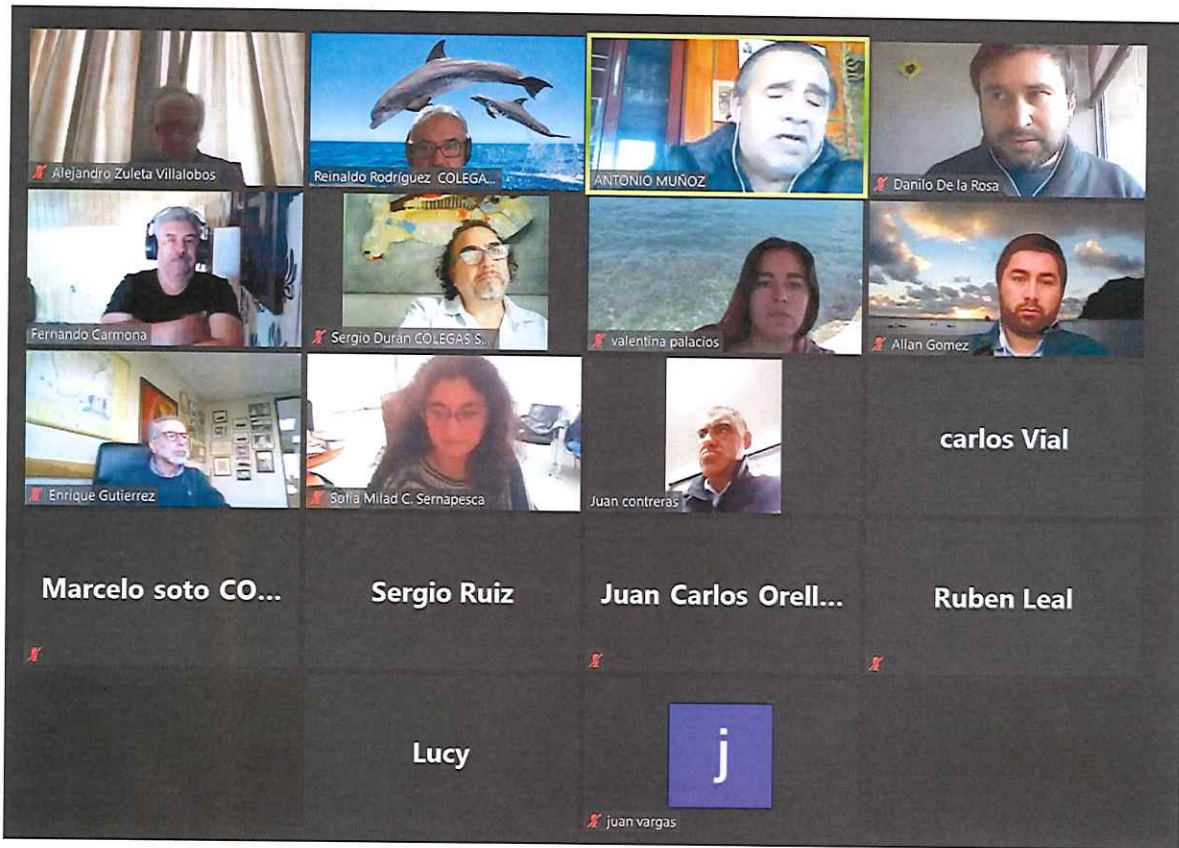 Alejandro Zuleta Villalobos
Reinaldo Rodríguez COLEGA...
ANTONIO MUÑOZ
Danilo De la Rosa
Fernando Carmona
Sergio Durán COLEGAS S...
valentina palacios
Allan Gomez
Enrique Gutierrez
Sofia Milad C. Sernapesca
Juan contreras
carlos Vial
Marcelo soto CO...
Sergio Ruiz
Juan Carlos Orell...
Ruben Leal
Lucy
j
juan vargas